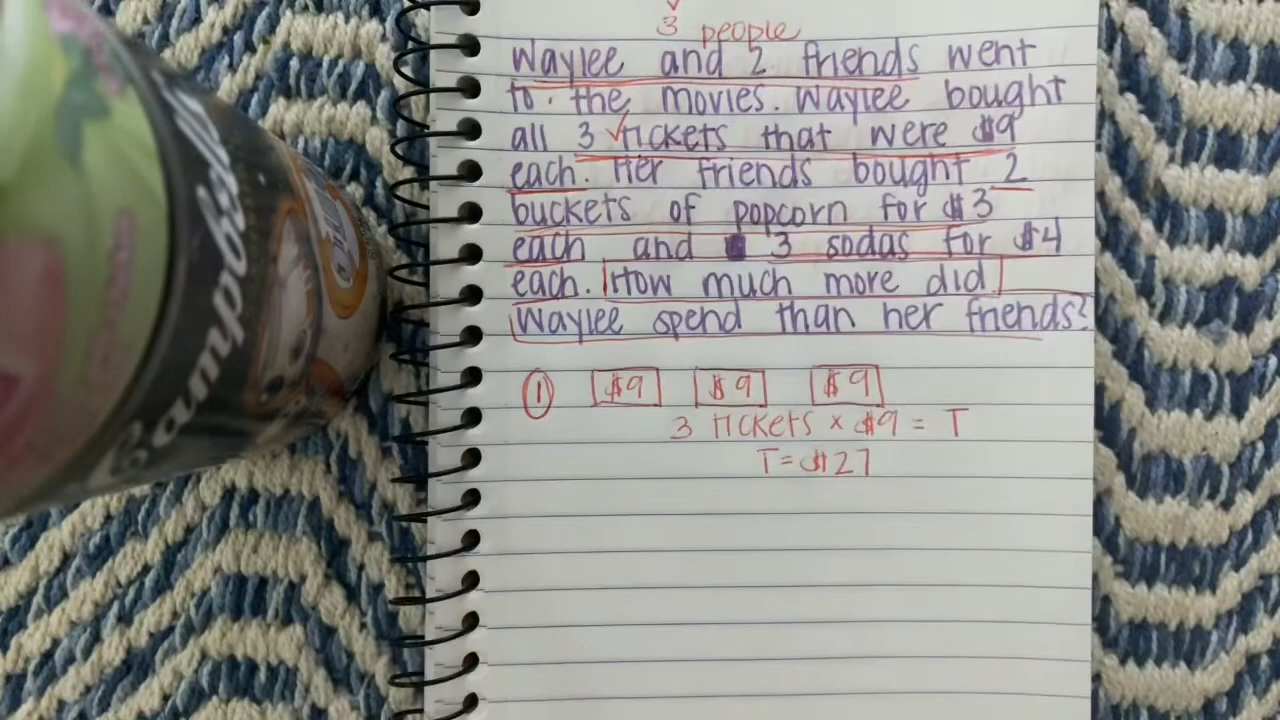 3 people
Waylee and 2 friends went
to the movies. Waylee bought
all 3 tickets that were $9
each. Her friends bought 2
buckets of popcorn for $3
each and 3 sodas for $4
each. How much more did
Waylee spend than her friends?
① $9 $9 $9
3 tickets x $9 = T
T = $27